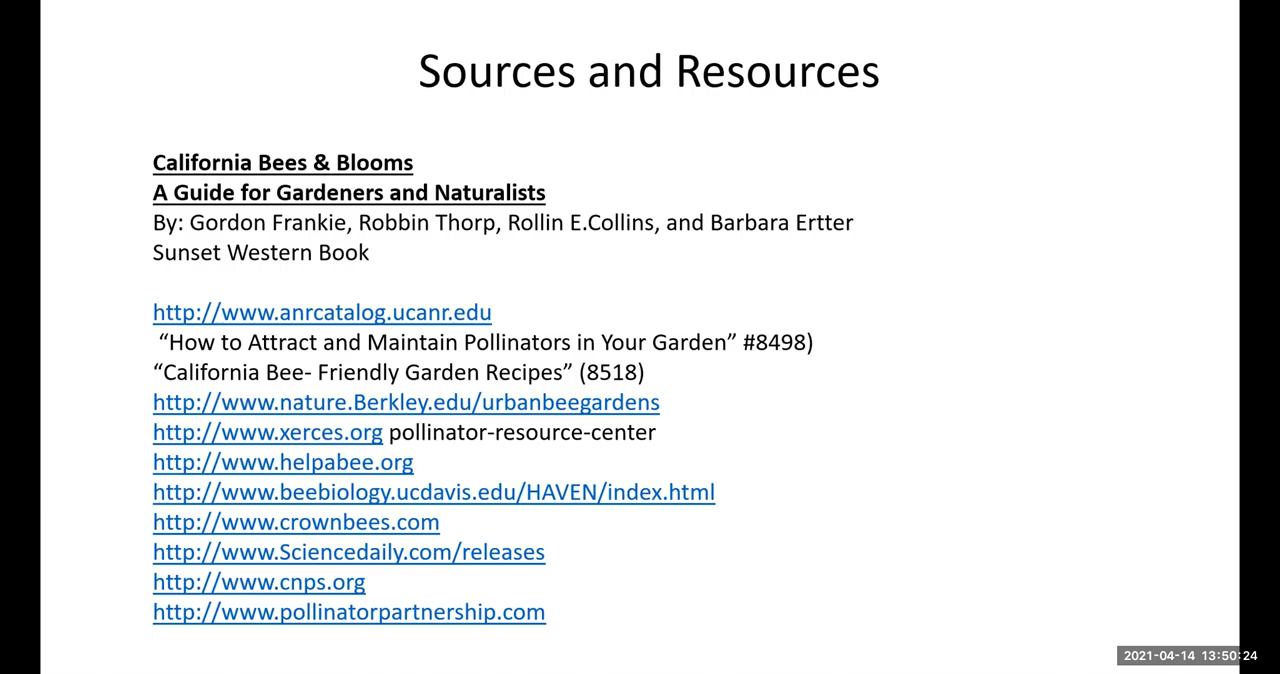 Sources and Resources
California Bees & Blooms
A Guide for Gardeners and Naturalists
By: Gordon Frankie, Robbin Thorp, Rollin E.Collins, and Barbara Ertter
Sunset Western Book
http://www.anrcatalog.ucanr.edu
“How to Attract and Maintain Pollinators in Your Garden” #8498)
“California Bee- Friendly Garden Recipes” (8518)
http://www.nature.Berkley.edu/urbanbeegardens
http://www.xerces.org pollinator-resource-center
http://www.helpabee.org
http://www.beebiology.ucdavis.edu/HAVEN/index.html
http://www.crownbees.com
http://www.Sciencedaily.com/releases
http://www.cnps.org
http://www.pollinatorpartnership.com
2021-04-14 13:50:24